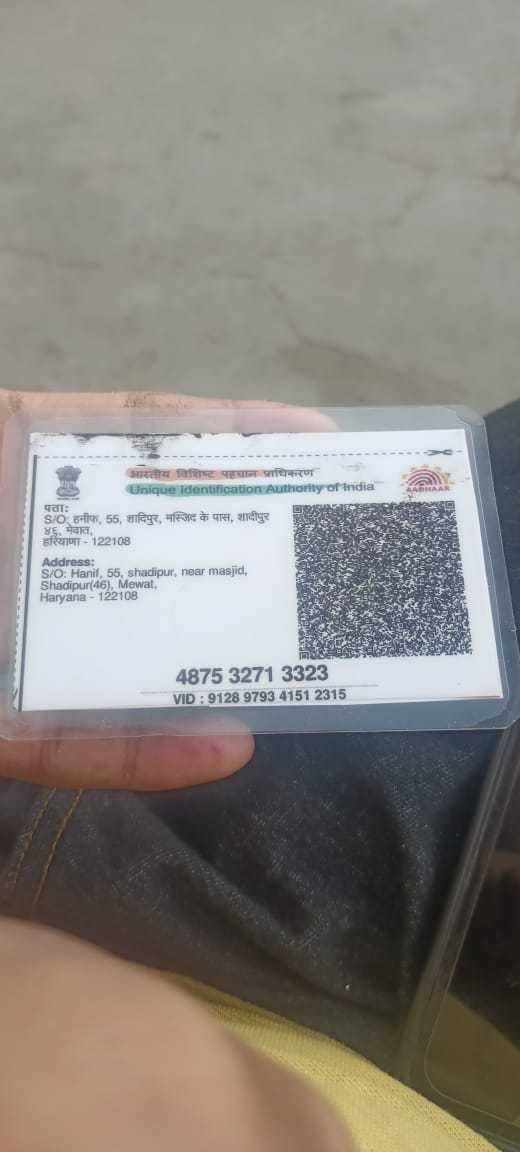 भारतीय विशिष्ट पहचान प्राधिकरण
Unique Identification Authority of India
AADHAAR
पता:
S/O: हनीफ, 55, शादिपुर, मस्जिद के पास, शादीपुर
४६, मेवात,
हरियाणा - 122108
Address:
S/O: Hanif, 55, shadipur, near masjid,
Shadipur(46), Mewat,
Haryana - 122108
4875 3271 3323
VID : 9128 9793 4151 2315